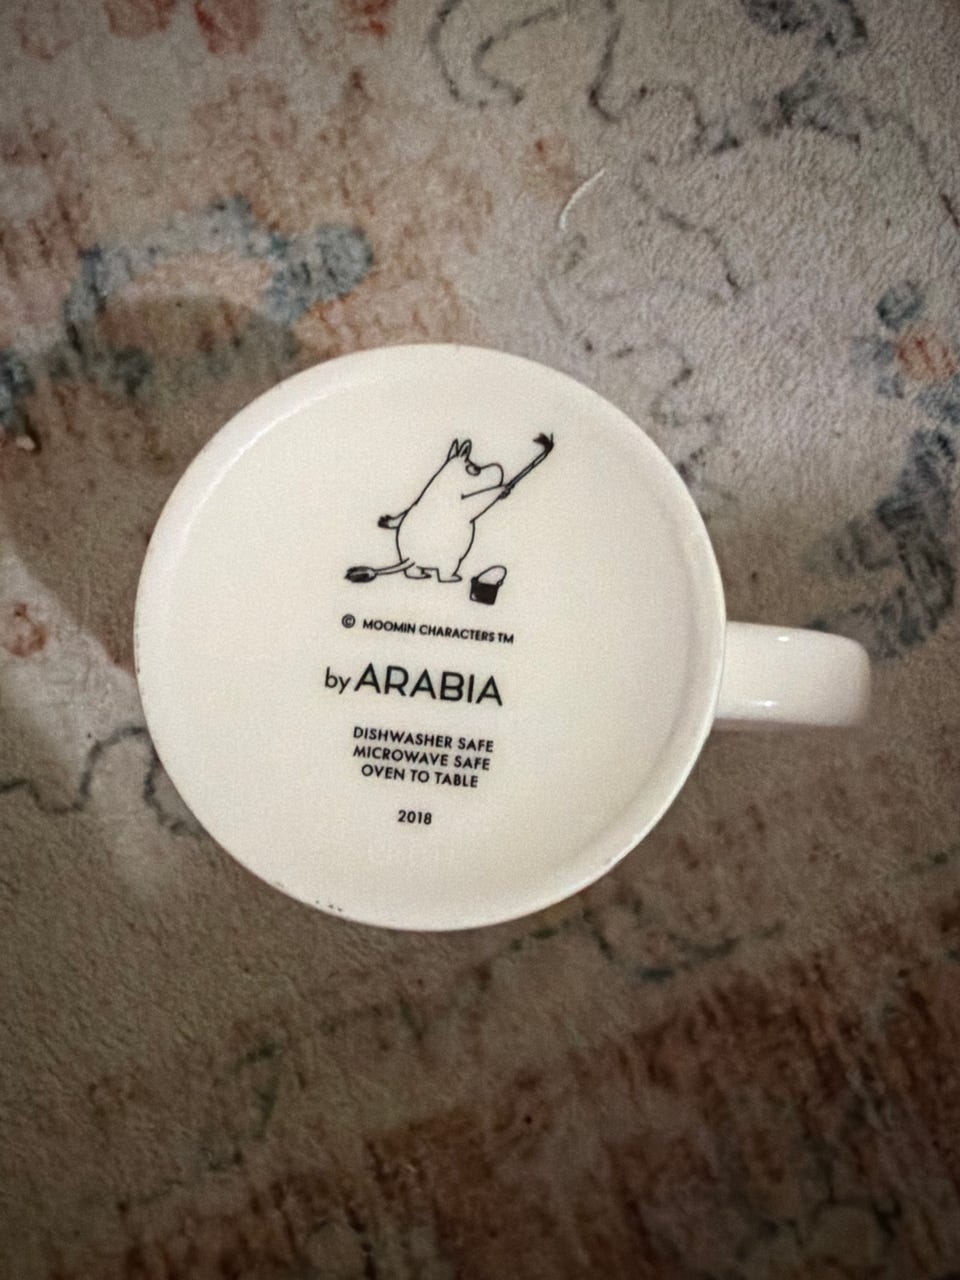 © MOOMIN CHARACTERS TM
by ARABIA
DISHWASHER SAFE
MICROWAVE SAFE
OVEN TO TABLE
2018